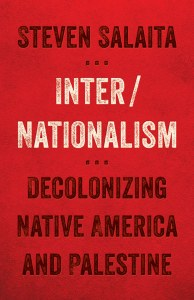 STEVEN SALAITA
INTER/
NATIONALISM
DECOLONIZING
NATIVE AMERICA
AND PALESTINE